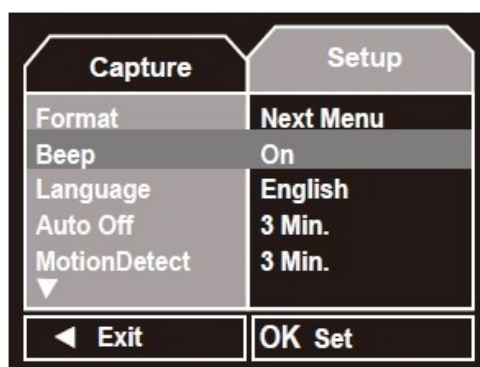 Capture Setup
Format Next Menu
Beep On
Language English
Auto Off 3 Min.
MotionDetect 3 Min.
Exit OK Set